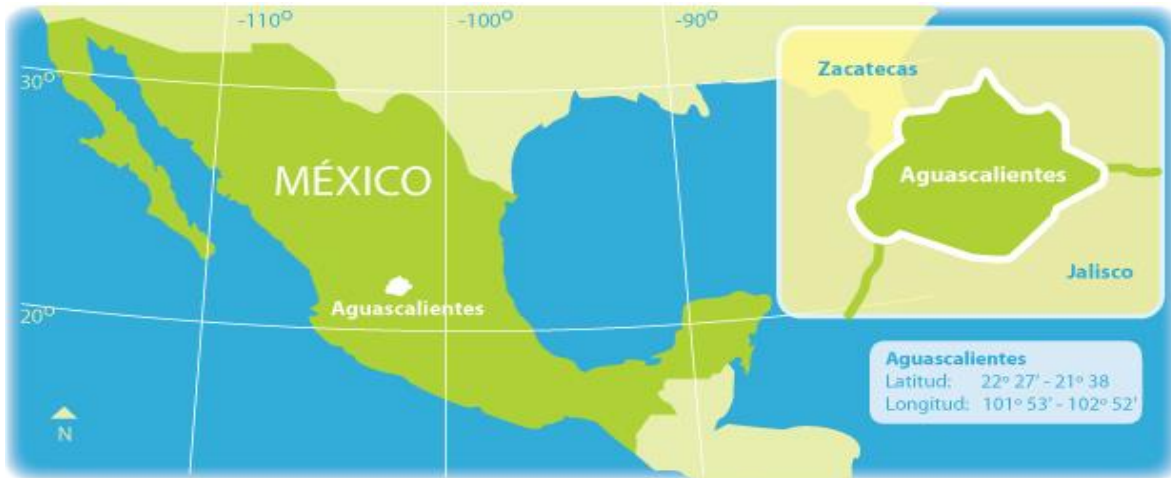 -110º
-100º
-90º
30º
20º
MÉXICO
Aguascalientes
N
Zacatecas
Aguascalientes
Jalisco
Aguascalientes
Latitud: 22º 27' - 21º 38
Longitud: 101º 53' - 102º 52'